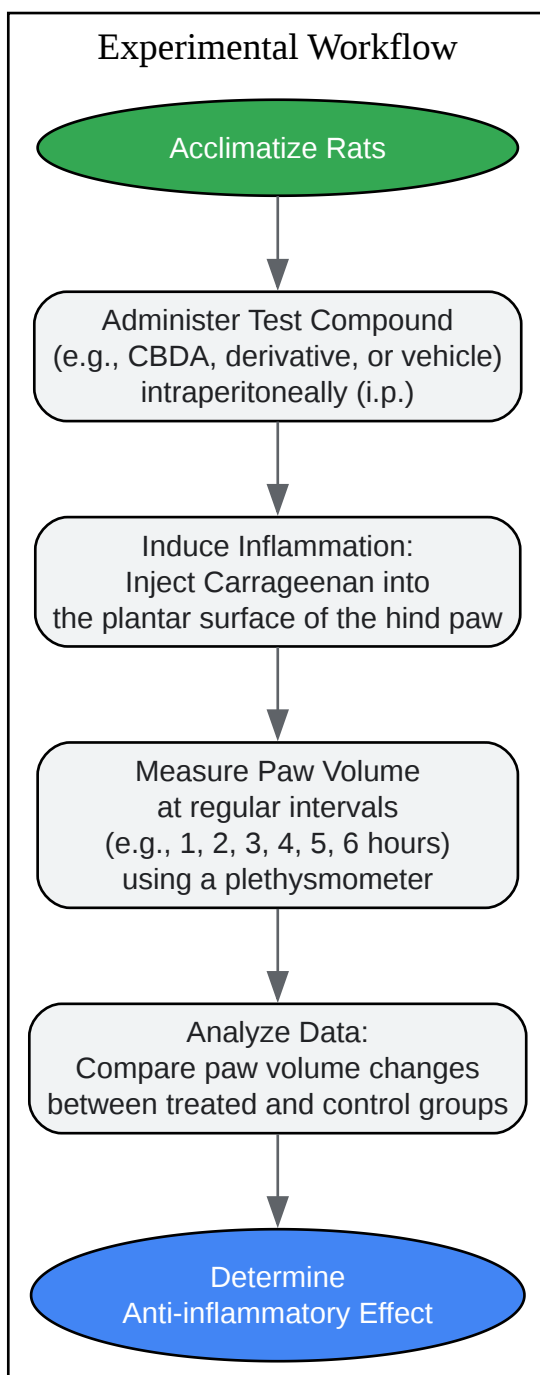 Experimental Workflow
Acclimatize Rats
Administer Test Compound
(e.g., CBDA, derivative, or vehicle)
intraperitoneally (i.p.)
Induce Inflammation:
Inject Carrageenan into
the plantar surface of the hind paw
Measure Paw Volume
at regular intervals
(e.g., 1, 2, 3, 4, 5, 6 hours)
using a plethysmometer
Analyze Data:
Compare paw volume changes
between treated and control groups
Determine
Anti-inflammatory Effect